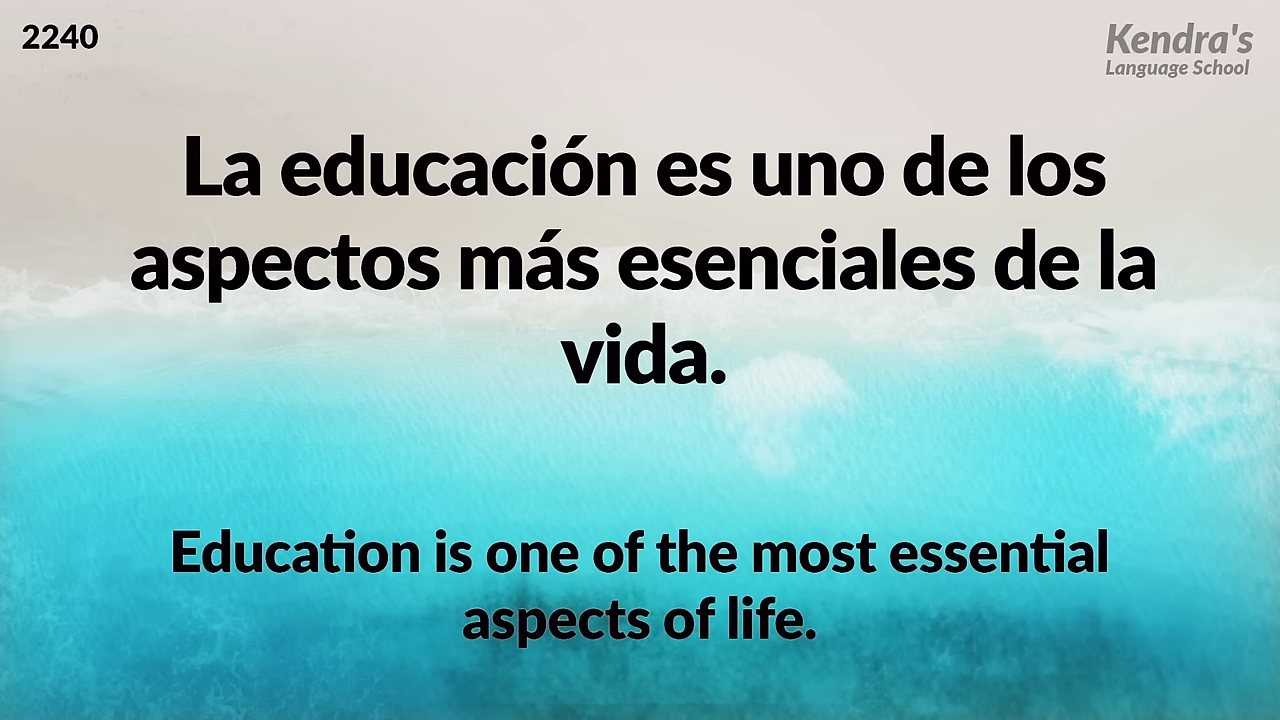 2240
Kendra's
Language School
La educación es uno de los
aspectos más esenciales de la
vida.
Education is one of the most essential
aspects of life.